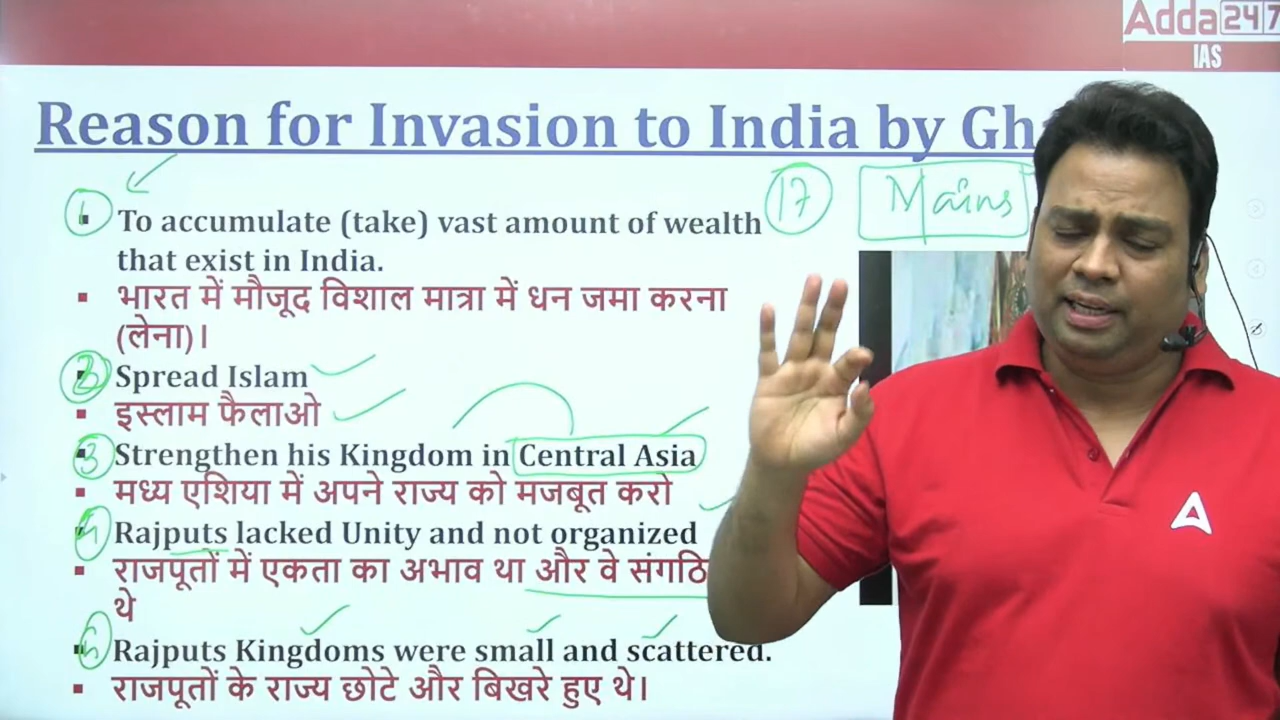 Adda 247
IAS
Reason for Invasion to India by Gh
17 Mains
1 To accumulate (take) vast amount of wealth
that exist in India.
भारत में मौजूद विशाल मात्रा में धन जमा करना
(लेना)।
2 Spread Islam
इस्लाम फैलाओ
3 Strengthen his Kingdom in Central Asia
मध्य एशिया में अपने राज्य को मजबूत करो
4 Rajputs lacked Unity and not organized
राजपूतों में एकता का अभाव था और वे संगठि
थे
Rajputs Kingdoms were small and scattered.
राजपूतों के राज्य छोटे और बिखरे हुए थे।